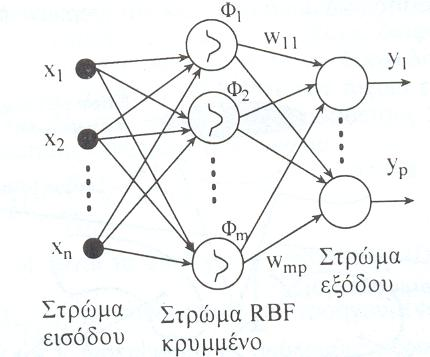 Φ1
w11
y1
x1
Φ2
x2
yp
xn
Φm
wmp
Στρώμα
εξόδου
Στρώμα
εισόδου
Στρώμα RBF
κρυμμένο